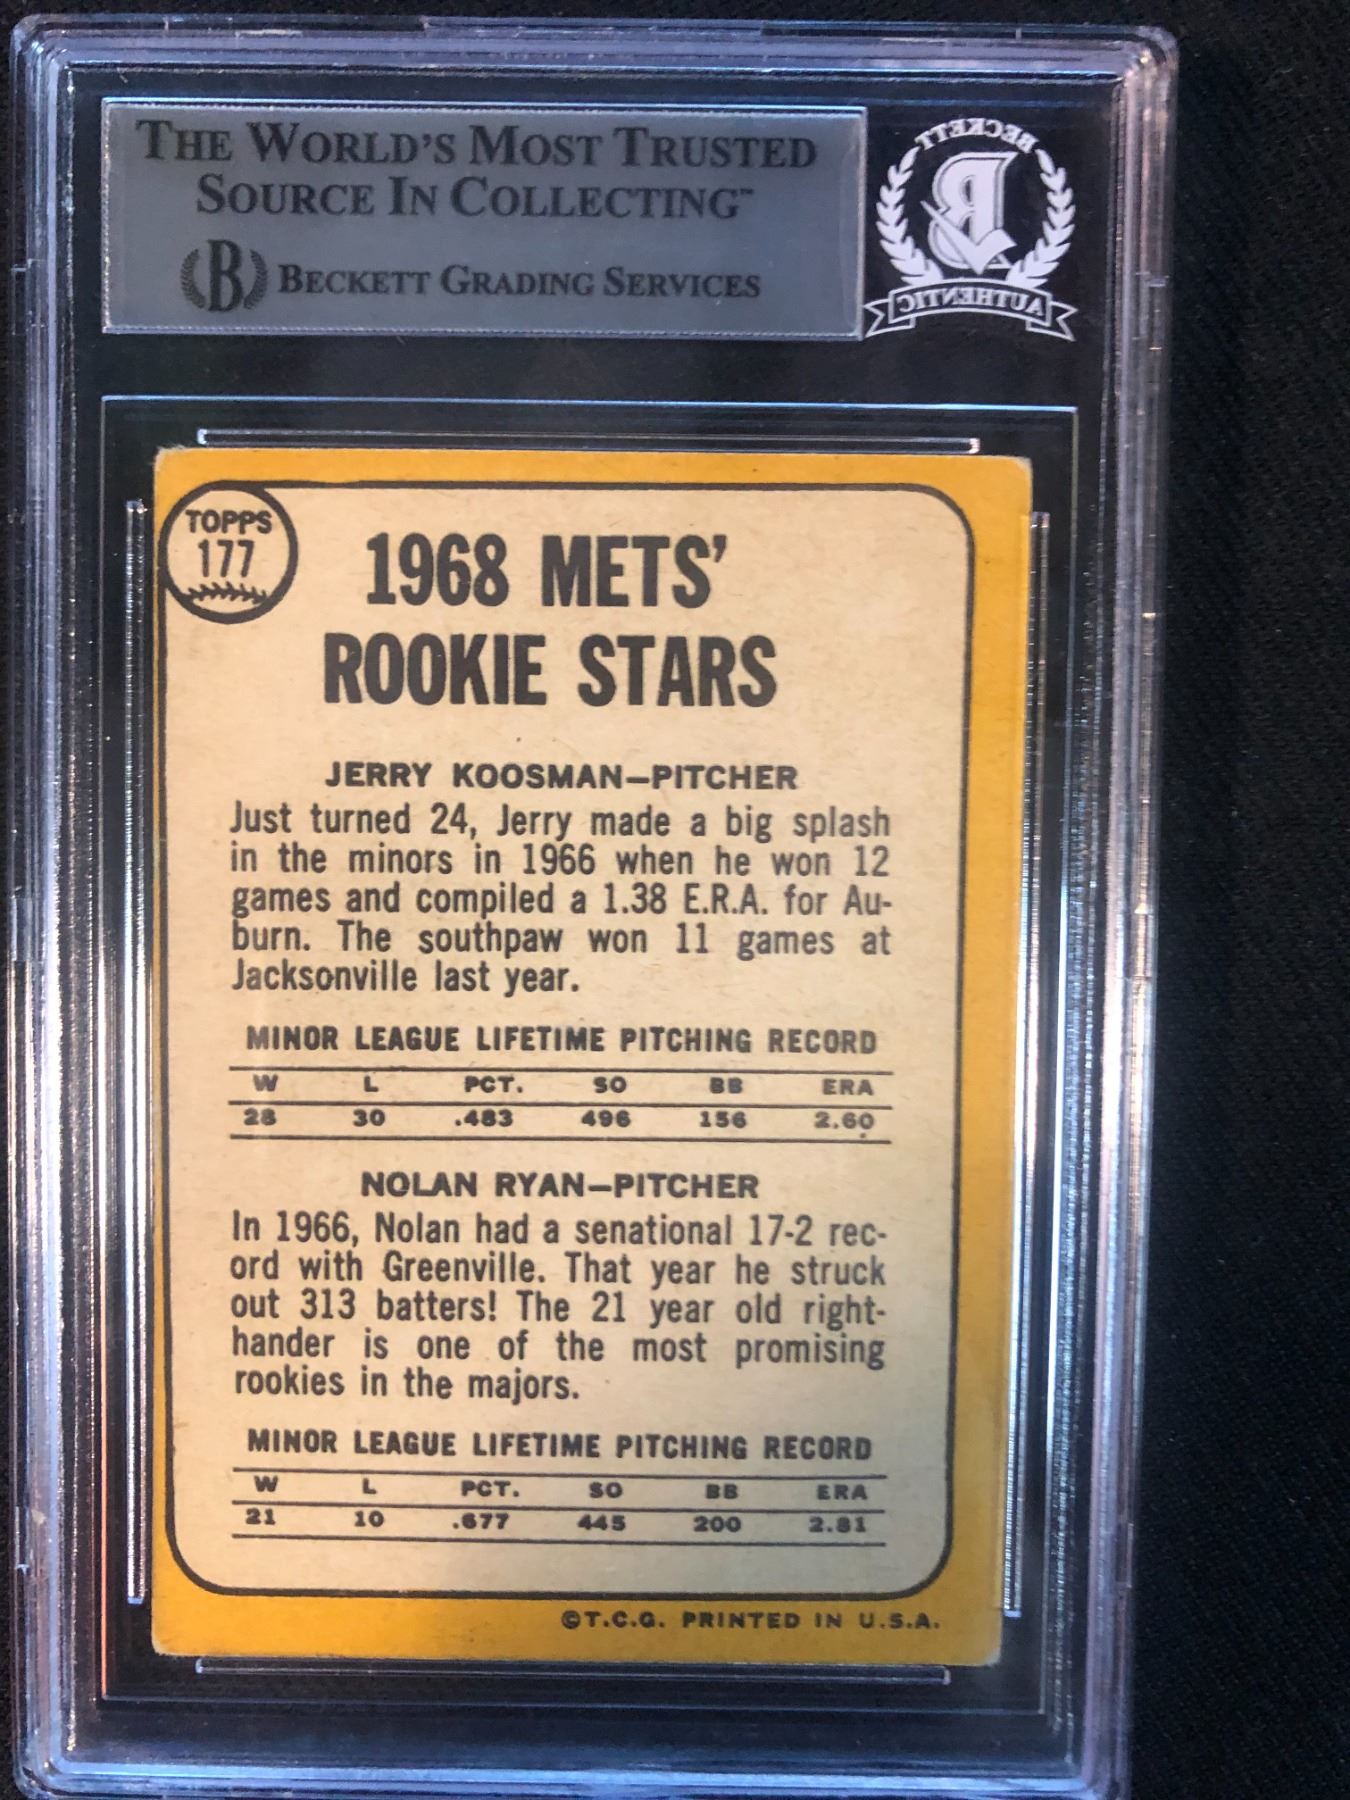 THE WORLD'S MOST TRUSTED
SOURCE IN COLLECTING™
B BECKETT GRADING SERVICES
BECKETT
B
AUTHENTIC
TOPPS
177
1968 METS'
ROOKIE STARS
JERRY KOOSMAN—PITCHER
Just turned 24, Jerry made a big splash
in the minors in 1966 when he won 12
games and compiled a 1.38 E.R.A. for Au-
burn. The southpaw won 11 games at
Jacksonville last year.
MINOR LEAGUE LIFETIME PITCHING RECORD
W L PCT. SO BB ERA
28 30 .483 496 156 2.60
NOLAN RYAN—PITCHER
In 1966, Nolan had a senational 17-2 rec-
ord with Greenville. That year he struck
out 313 batters! The 21 year old right-
hander is one of the most promising
rookies in the majors.
MINOR LEAGUE LIFETIME PITCHING RECORD
W L PCT. SO BB ERA
21 10 .677 445 200 2.81
©T.C.G. PRINTED IN U.S.A.